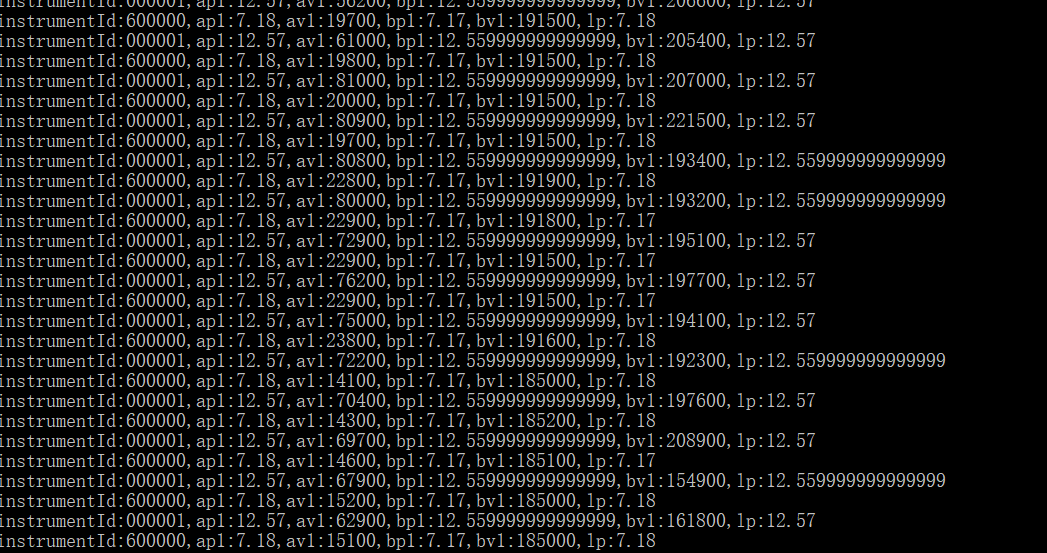 instrumentId:000001,ap1:12.57,av1:56200,bp1:12.559999999999999,bv1:206600,lp:12.57
instrumentId:600000,ap1:7.18,av1:19700,bp1:7.17,bv1:191500,lp:7.18
instrumentId:000001,ap1:12.57,av1:61000,bp1:12.559999999999999,bv1:205400,lp:12.57
instrumentId:600000,ap1:7.18,av1:19800,bp1:7.17,bv1:191500,lp:7.18
instrumentId:000001,ap1:12.57,av1:81000,bp1:12.559999999999999,bv1:207000,lp:12.57
instrumentId:600000,ap1:7.18,av1:20000,bp1:7.17,bv1:191500,lp:7.18
instrumentId:000001,ap1:12.57,av1:80900,bp1:12.559999999999999,bv1:221500,lp:12.57
instrumentId:600000,ap1:7.18,av1:19700,bp1:7.17,bv1:191500,lp:7.18
instrumentId:000001,ap1:12.57,av1:80800,bp1:12.559999999999999,bv1:193400,lp:12.559999999999999
instrumentId:600000,ap1:7.18,av1:22800,bp1:7.17,bv1:191900,lp:7.18
instrumentId:000001,ap1:12.57,av1:80000,bp1:12.559999999999999,bv1:193200,lp:12.559999999999999
instrumentId:600000,ap1:7.18,av1:22900,bp1:7.17,bv1:191800,lp:7.17
instrumentId:000001,ap1:12.57,av1:72900,bp1:12.559999999999999,bv1:195100,lp:12.57
instrumentId:600000,ap1:7.18,av1:22900,bp1:7.17,bv1:191500,lp:7.17
instrumentId:000001,ap1:12.57,av1:76200,bp1:12.559999999999999,bv1:197700,lp:12.57
instrumentId:600000,ap1:7.18,av1:22900,bp1:7.17,bv1:191500,lp:7.17
instrumentId:000001,ap1:12.57,av1:75000,bp1:12.559999999999999,bv1:194100,lp:12.57
instrumentId:600000,ap1:7.18,av1:23800,bp1:7.17,bv1:191600,lp:7.18
instrumentId:000001,ap1:12.57,av1:72200,bp1:12.559999999999999,bv1:192300,lp:12.559999999999999
instrumentId:600000,ap1:7.18,av1:14100,bp1:7.17,bv1:185000,lp:7.18
instrumentId:000001,ap1:12.57,av1:70400,bp1:12.559999999999999,bv1:197600,lp:12.57
instrumentId:600000,ap1:7.18,av1:14300,bp1:7.17,bv1:185200,lp:7.18
instrumentId:000001,ap1:12.57,av1:69700,bp1:12.559999999999999,bv1:208900,lp:12.57
instrumentId:600000,ap1:7.18,av1:14600,bp1:7.17,bv1:185100,lp:7.17
instrumentId:000001,ap1:12.57,av1:67900,bp1:12.559999999999999,bv1:154900,lp:12.559999999999999
instrumentId:600000,ap1:7.18,av1:15200,bp1:7.17,bv1:185000,lp:7.18
instrumentId:000001,ap1:12.57,av1:62900,bp1:12.559999999999999,bv1:161800,lp:12.57
instrumentId:600000,ap1:7.18,av1:15100,bp1:7.17,bv1:185000,lp:7.18